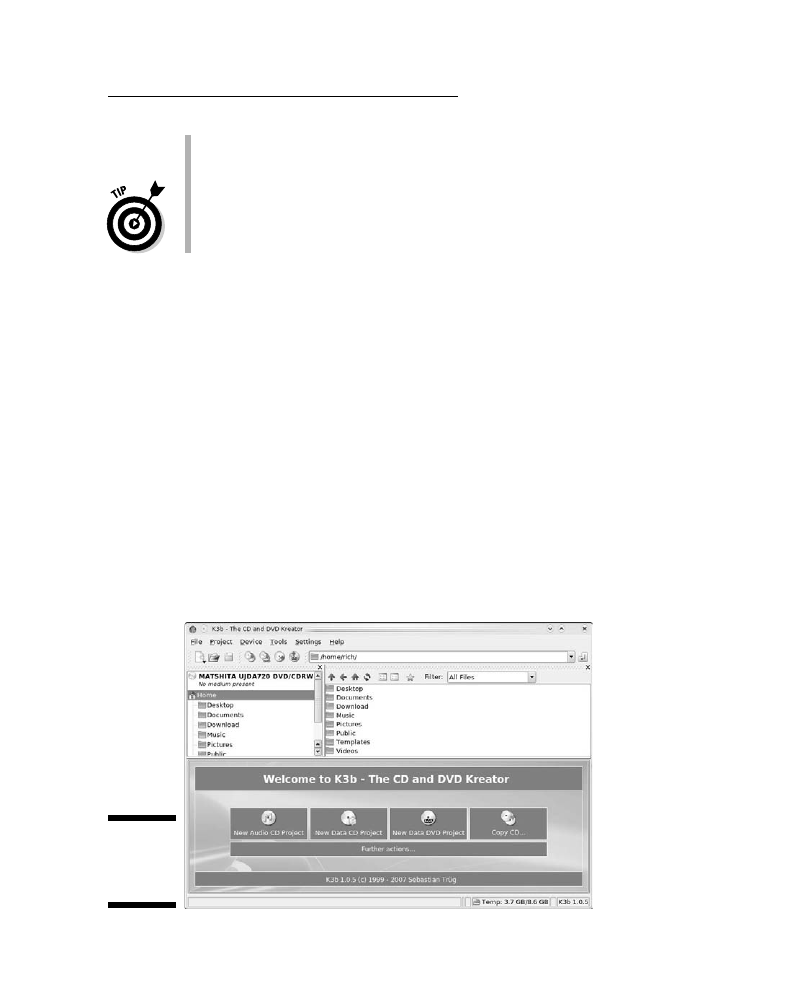 TIP
K3b - The CD and DVD Kreator
File Project Device Tools Settings Help
/home/rich/
MATSHITA UJDA720 DVD/CDRW
No medium present
Home
Desktop
Documents
Download
Music
Pictures
Public
Filter: All Files
Desktop
Documents
Download
Music
Pictures
Public
Templates
Videos
Welcome to K3b - The CD and DVD Kreator
New Audio CD Project New Data CD Project New Data DVD Project Copy CD...
Further actions...
K3b 1.0.5 (c) 1999 - 2007 Sebastian Trüg
Temp: 3.7 GB/8.6 GB K3b 1.0.5